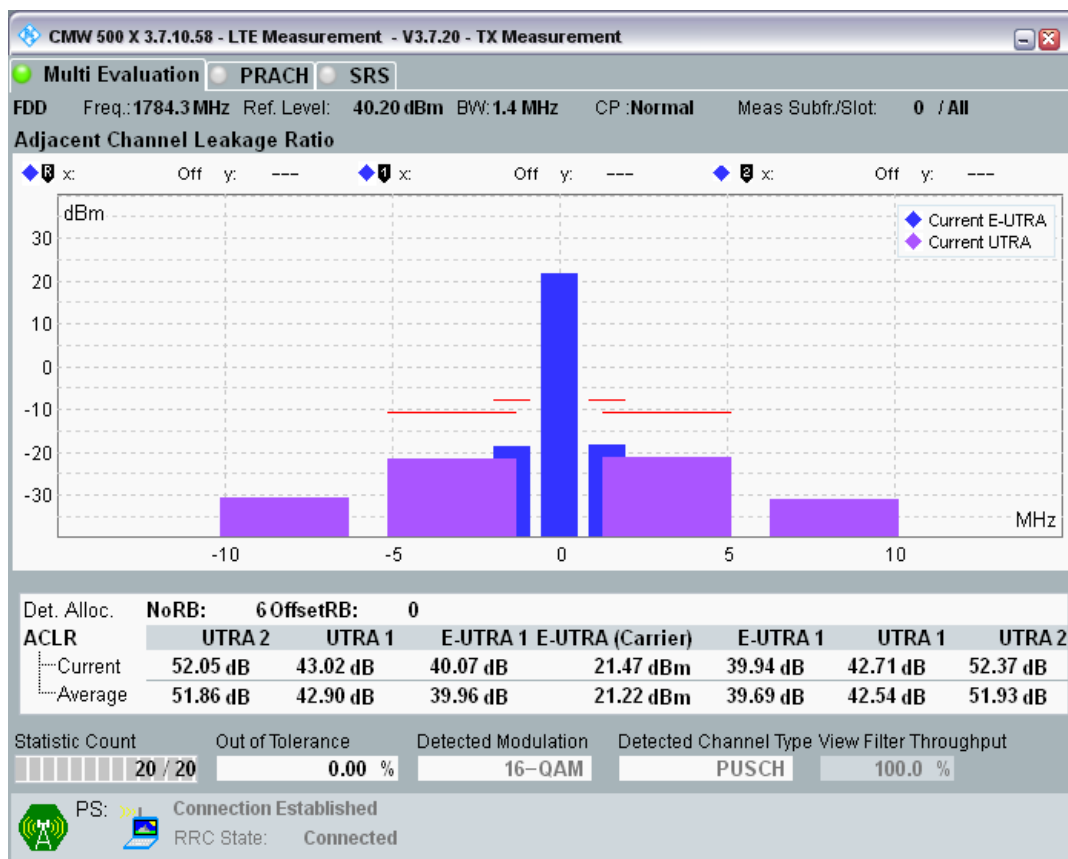 CMW 500 X 3.7.10.58 - LTE Measurement - V3.7.20 - TX Measurement
Multi Evaluation PRACH SRS
FDD Freq.: 1784.3 MHz Ref. Level: 40.20 dBm BW: 1.4 MHz CP :Normal Meas Subfr./Slot: 0 / All
Adjacent Channel Leakage Ratio
R x: Off y: --- 1 x: Off y: --- 2 x: Off y: ---
dBm
Current E-UTRA
Current UTRA
30
20
10
0
-10
-20
-30
MHz
-10 -5 0 5 10
Det. Alloc. NoRB: 6 OffsetRB: 0
ACLR UTRA 2 UTRA 1 E-UTRA 1 E-UTRA (Carrier) E-UTRA 1 UTRA 1 UTRA 2
Current 52.05 dB 43.02 dB 40.07 dB 21.47 dBm 39.94 dB 42.71 dB 52.37 dB
Average 51.86 dB 42.90 dB 39.96 dB 21.22 dBm 39.69 dB 42.54 dB 51.93 dB
Statistic Count Out of Tolerance Detected Modulation Detected Channel Type View Filter Throughput
20 / 20 0.00 % 16-QAM PUSCH 100.0 %
PS: Connection Established
RRC State: Connected